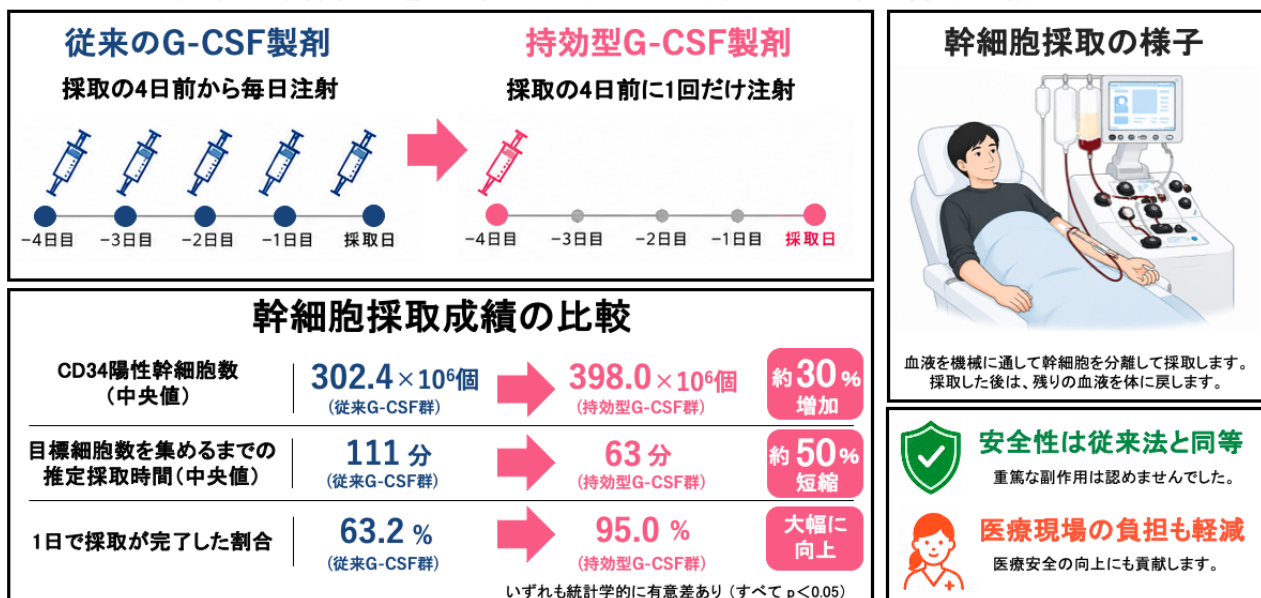 従来のG-CSF製剤
採取の4日前から毎日注射
-4日目
-3日目
-2日目
-1日目
採取日
持効型G-CSF製剤
採取の4日前に1回だけ注射
-4日目
-3日目
-2日目
-1日目
採取日
幹細胞採取の様子
血液を機械に通して幹細胞を分離して採取します。
採取した後は、残りの血液を体に戻します。
幹細胞採取成績の比較
CD34陽性幹細胞数
(中央値)
302.4×10⁶個
(従来G-CSF群)
398.0×10⁶個
(持効型G-CSF群)
約30%
増加
目標細胞数を集めるまでの
推定採取時間(中央値)
111 分
(従来G-CSF群)
63 分
(持効型G-CSF群)
約50%
短縮
1日で採取が完了した割合
63.2 %
(従来G-CSF群)
95.0 %
(持効型G-CSF群)
大幅に
向上
いずれも統計学的に有意差あり (すべて p<0.05)
安全性は従来法と同等
重篤な副作用は認めませんでした。
医療現場の負担も軽減
医療安全の向上にも貢献します。